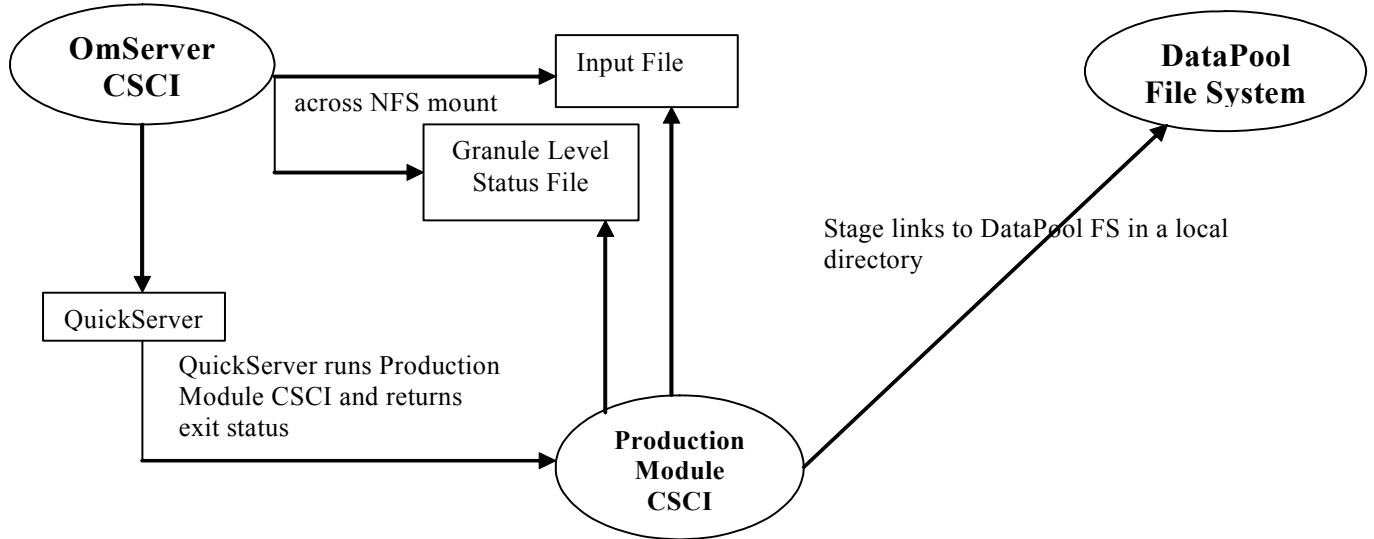 OmServer
CSCI
Input File
DataPool
File System
across NFS mount
Granule Level
Status File
Stage links to DataPool FS in a local
directory
QuickServer
QuickServer runs Production
Module CSCI and returns
exit status
Production
Module
CSCI